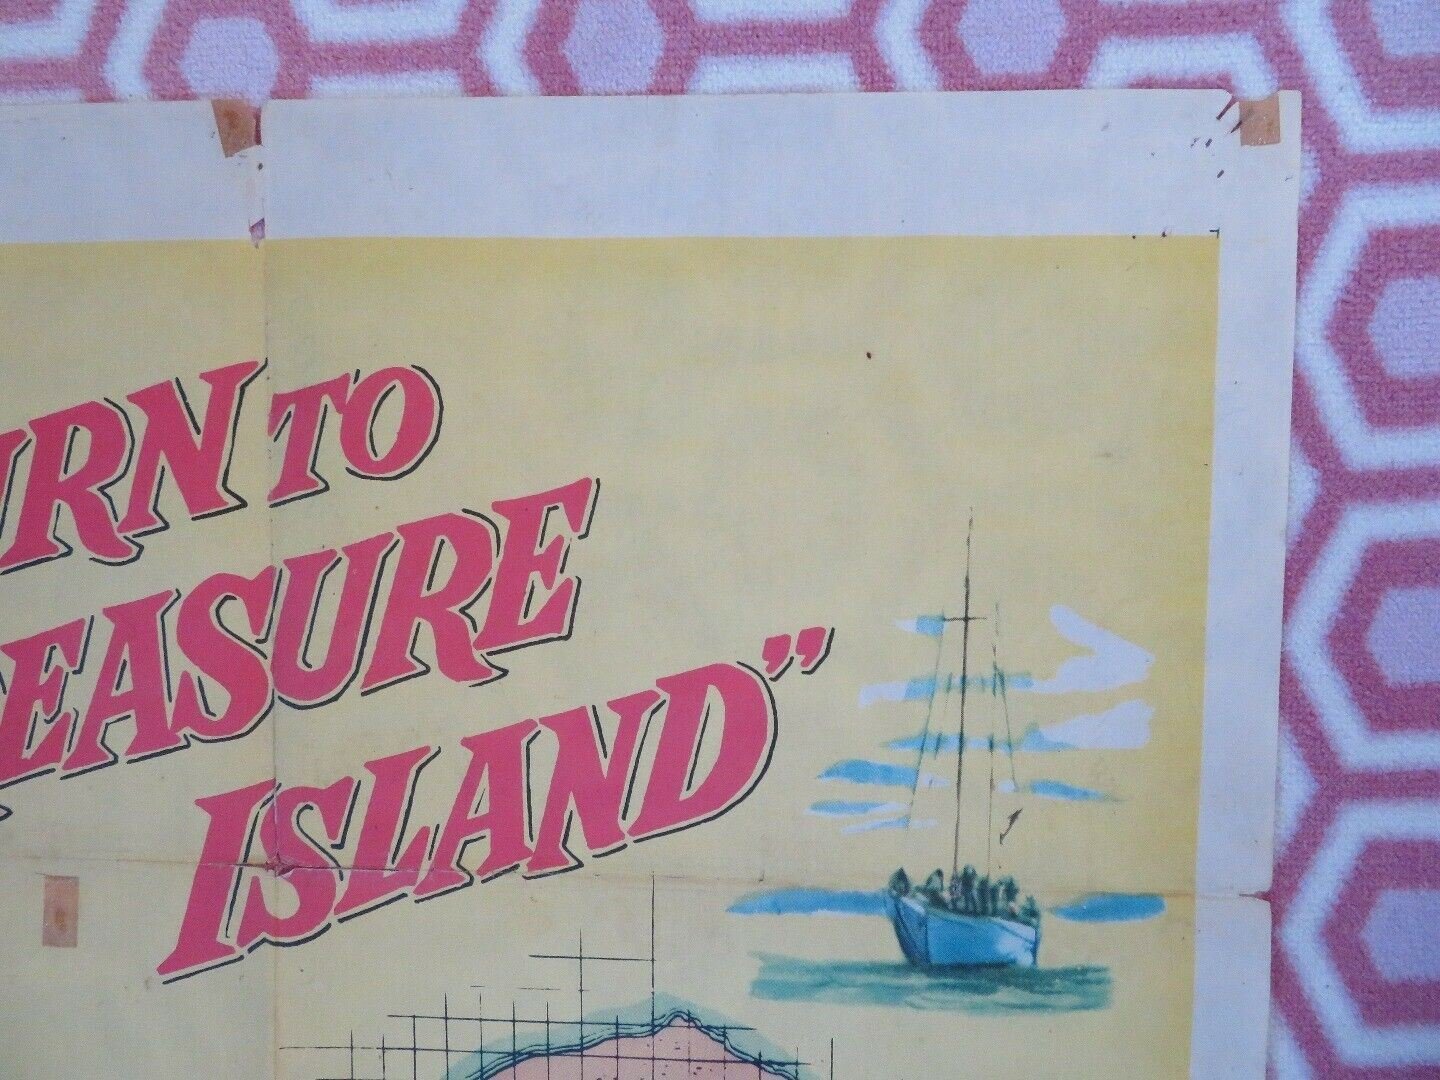 URN TO
EASURE
ISLAND”